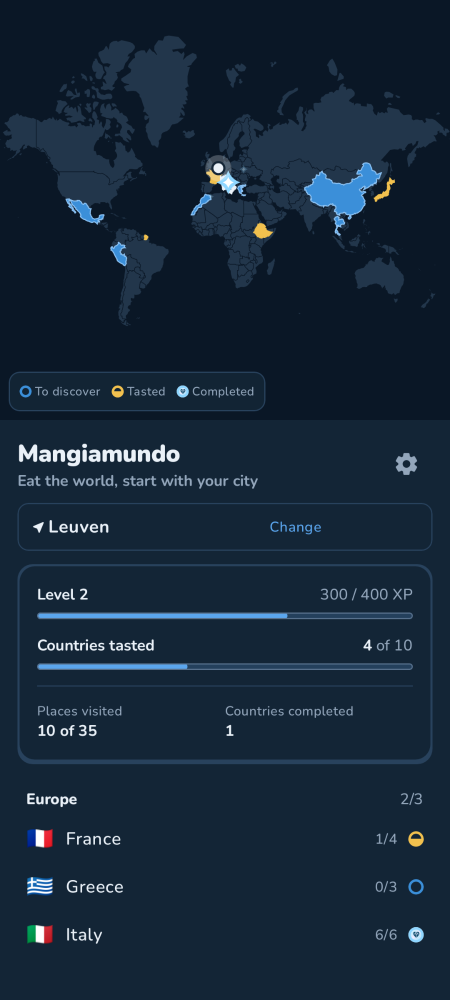 To discover Tasted Completed
Mangiamundo
Eat the world, start with your city
Leuven Change
Level 2 300 / 400 XP
Countries tasted 4 of 10
Places visited Countries completed
10 of 35 1
Europe 2/3
France 1/4
Greece 0/3
Italy 6/6